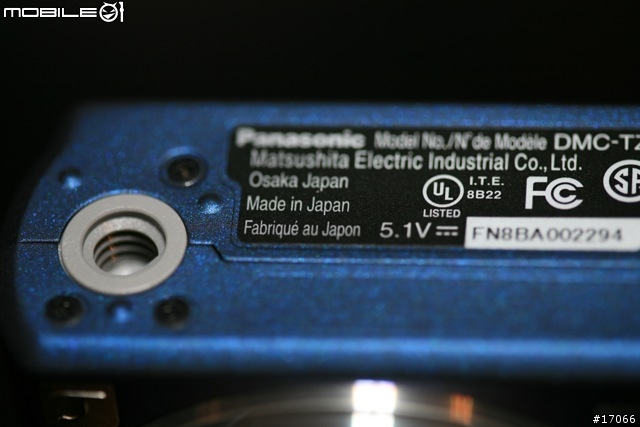 MOBILE01
Panasonic Model No./N° de Modèle DMC-TZ
Matsushita Electric Industrial Co., Ltd.
Osaka Japan
Made in Japan
Fabriqué au Japon 5.1V
UL
LISTED
I.T.E.
8B22
FC
SA
FN8BA002294
#17066